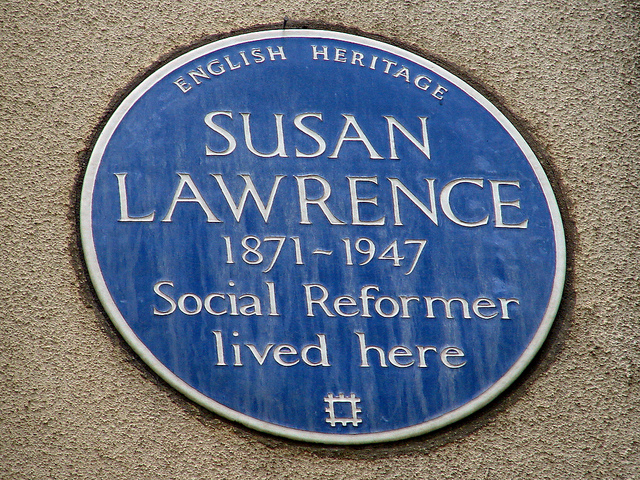 ENGLISH HERITAGE
SUSAN
LAWRENCE
1871-1947
Social Reformer
lived here